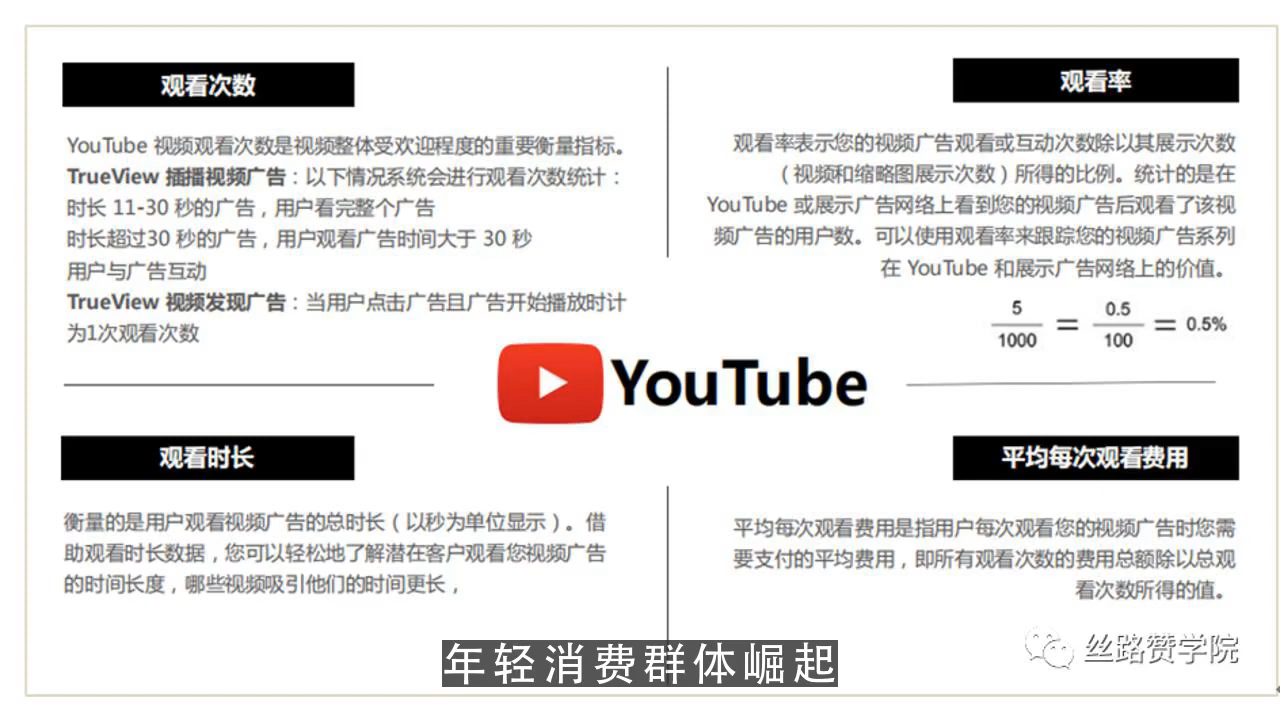 观看次数
YouTube 视频观看次数是视频整体受欢迎程度的重要衡量指标。
TrueView 插播视频广告：以下情况系统会进行观看次数统计：
时长 11-30 秒的广告，用户看完整个广告
时长超过30 秒的广告，用户观看广告时间大于 30 秒
用户与广告互动
TrueView 视频发现广告：当用户点击广告且广告开始播放时计
为1次观看次数
观看率
观看率表示您的视频广告观看或互动次数除以其展示次数
（视频和缩略图展示次数）所得的比例。统计的是在
YouTube 或展示广告网络上看到您的视频广告后观看了该视
频广告的用户数。可以使用观看率来跟踪您的视频广告系列
在 YouTube 和展示广告网络上的价值。
5/1000 = 0.5/100 = 0.5%
YouTube
观看时长
衡量的是用户观看视频广告的总时长（以秒为单位显示）。借
助观看时长数据，您可以轻松地了解潜在客户观看您视频广告
的时间长度，哪些视频吸引他们的时间更长，
平均每次观看费用
平均每次观看费用是指用户每次观看您的视频广告时您需
要支付的平均费用，即所有观看次数的费用总额除以总观
看次数所得的值。
丝路赞学院
年轻消费群体崛起